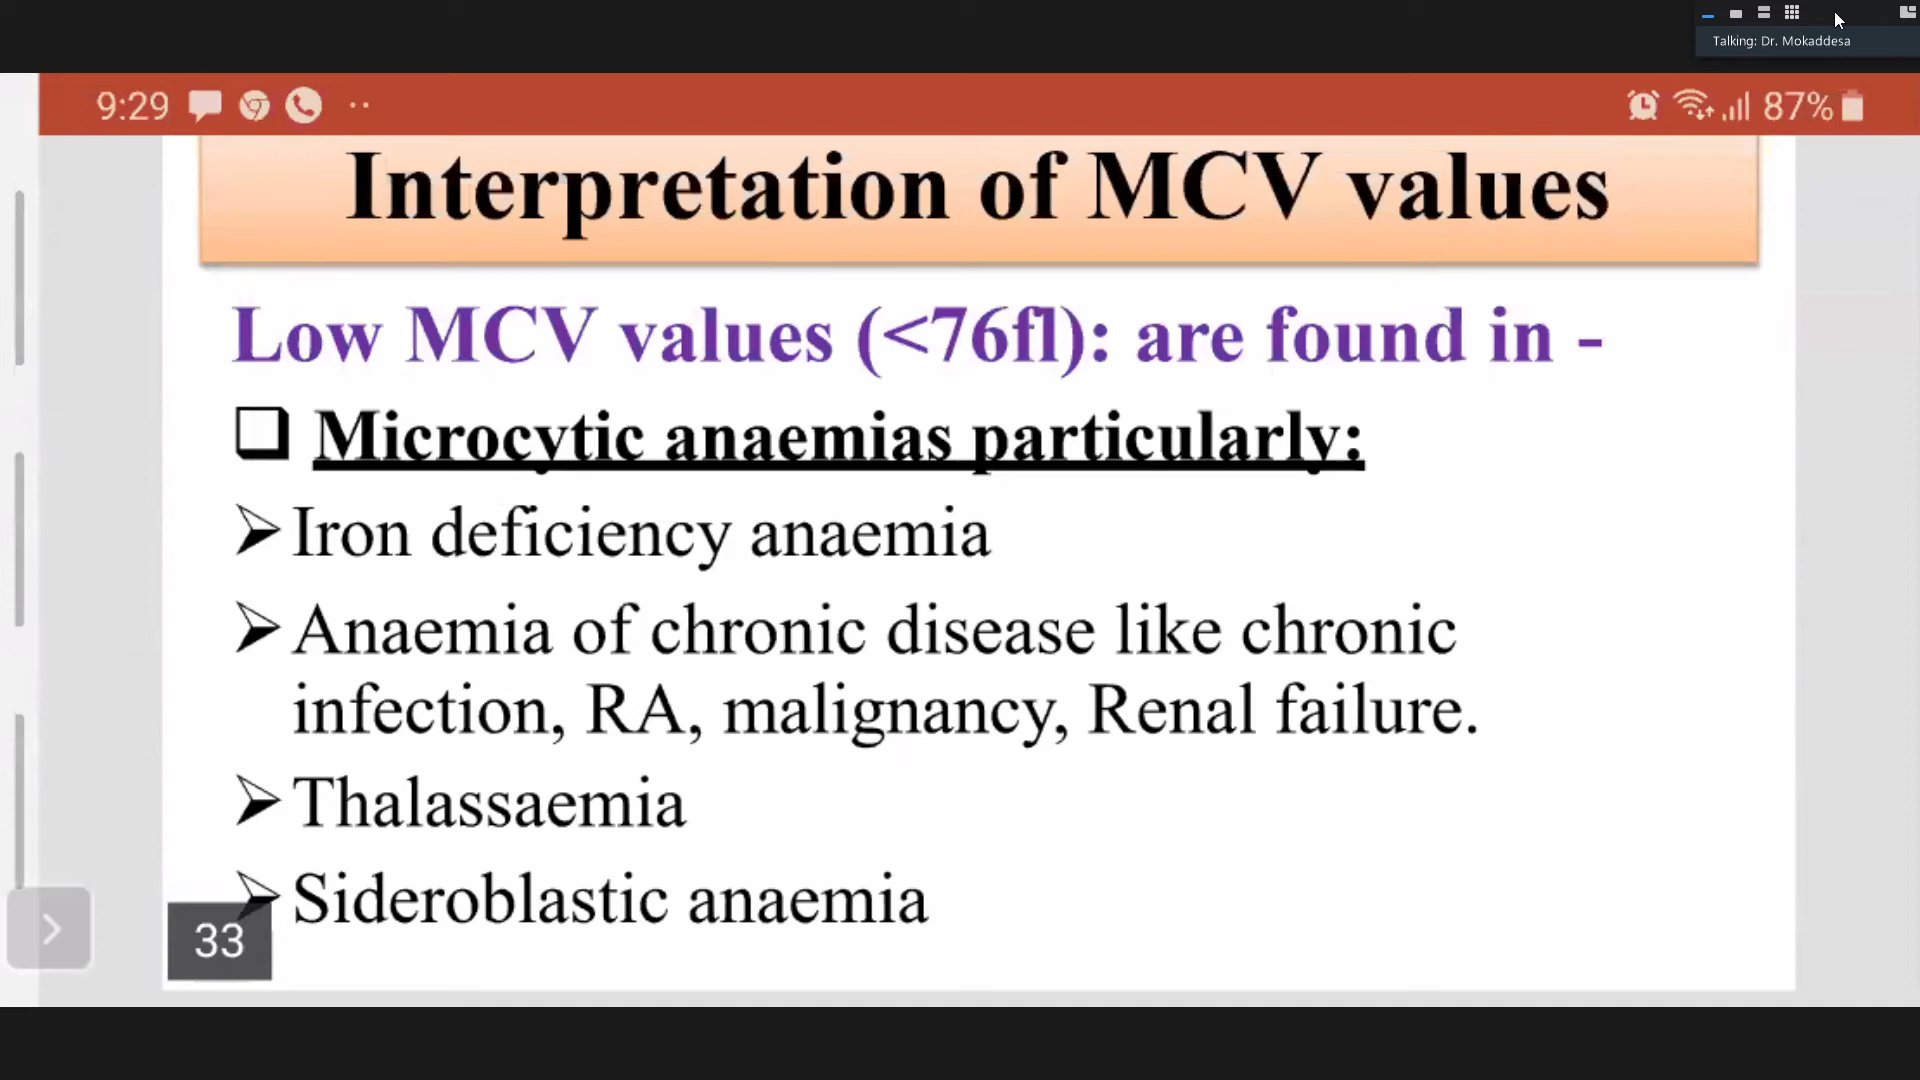 Talking: Dr. Mokaddesa
9:29
87%
Interpretation of MCV values
Low MCV values (<76fl): are found in -
Microcytic anaemias particularly:
Iron deficiency anaemia
Anaemia of chronic disease like chronic
infection, RA, malignancy, Renal failure.
Thalassaemia
Sideroblastic anaemia
33